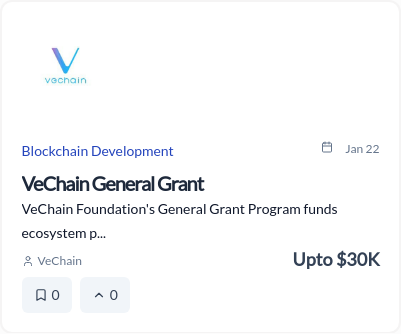 vechain
Blockchain Development
Jan 22
VeChain General Grant
VeChain Foundation's General Grant Program funds
ecosystem p...
VeChain
Upto $30K
0
0